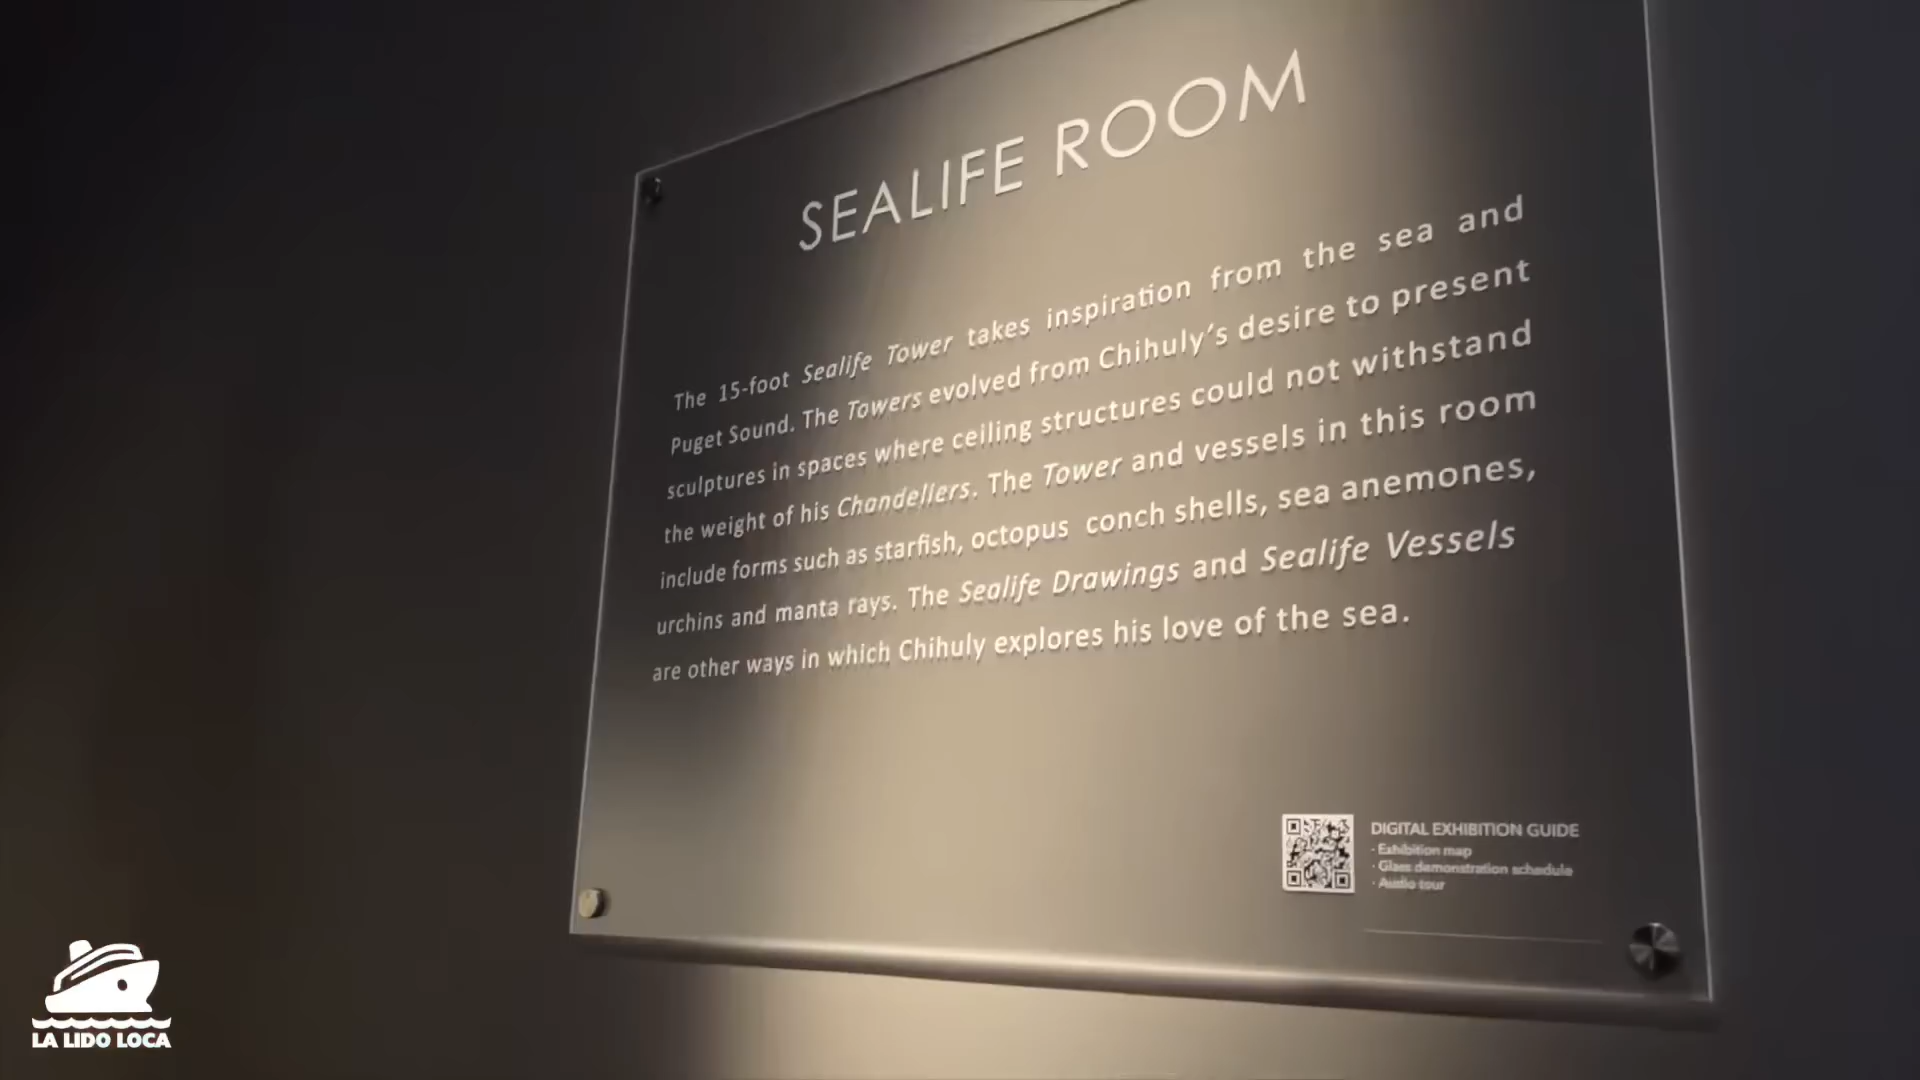 SEALIFE ROOM
The 15-foot Sealife Tower takes inspiration from the sea and
Puget Sound. The Towers evolved from Chihuly's desire to present
sculptures in spaces where ceiling structures could not withstand
the weight of his Chandeliers. The Tower and vessels in this room
include forms such as starfish, octopus conch shells, sea anemones,
urchins and manta rays. The Sealife Drawings and Sealife Vessels
are other ways in which Chihuly explores his love of the sea.
DIGITAL EXHIBITION GUIDE
· Exhibition map
· Glass demonstration schedule
· Audio tour
LA LIDO LOCA